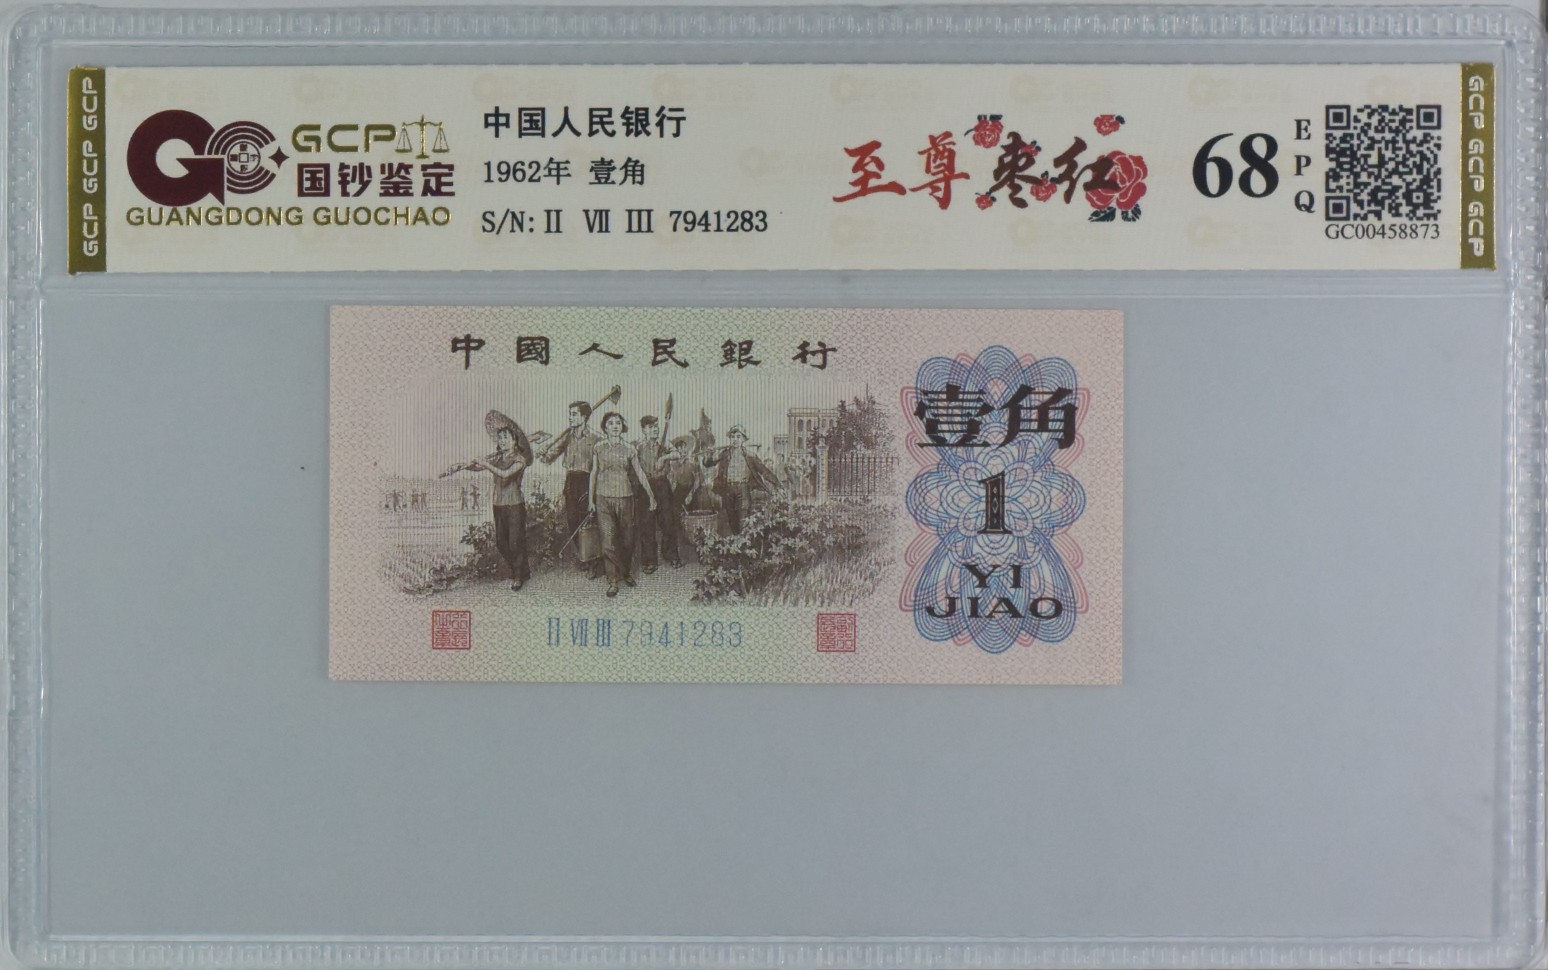 GCP GCP GCP
GCP
国钞鉴定
GUANGDONG GUOCHAO
中国人民银行
1962年 壹角
S/N: II VII III 7941283
至尊枣红
68
EPQ
GC00458873
GCP GCP GCP
中國人民銀行
壹角
1
YI
JIAO
II VII III 7941283